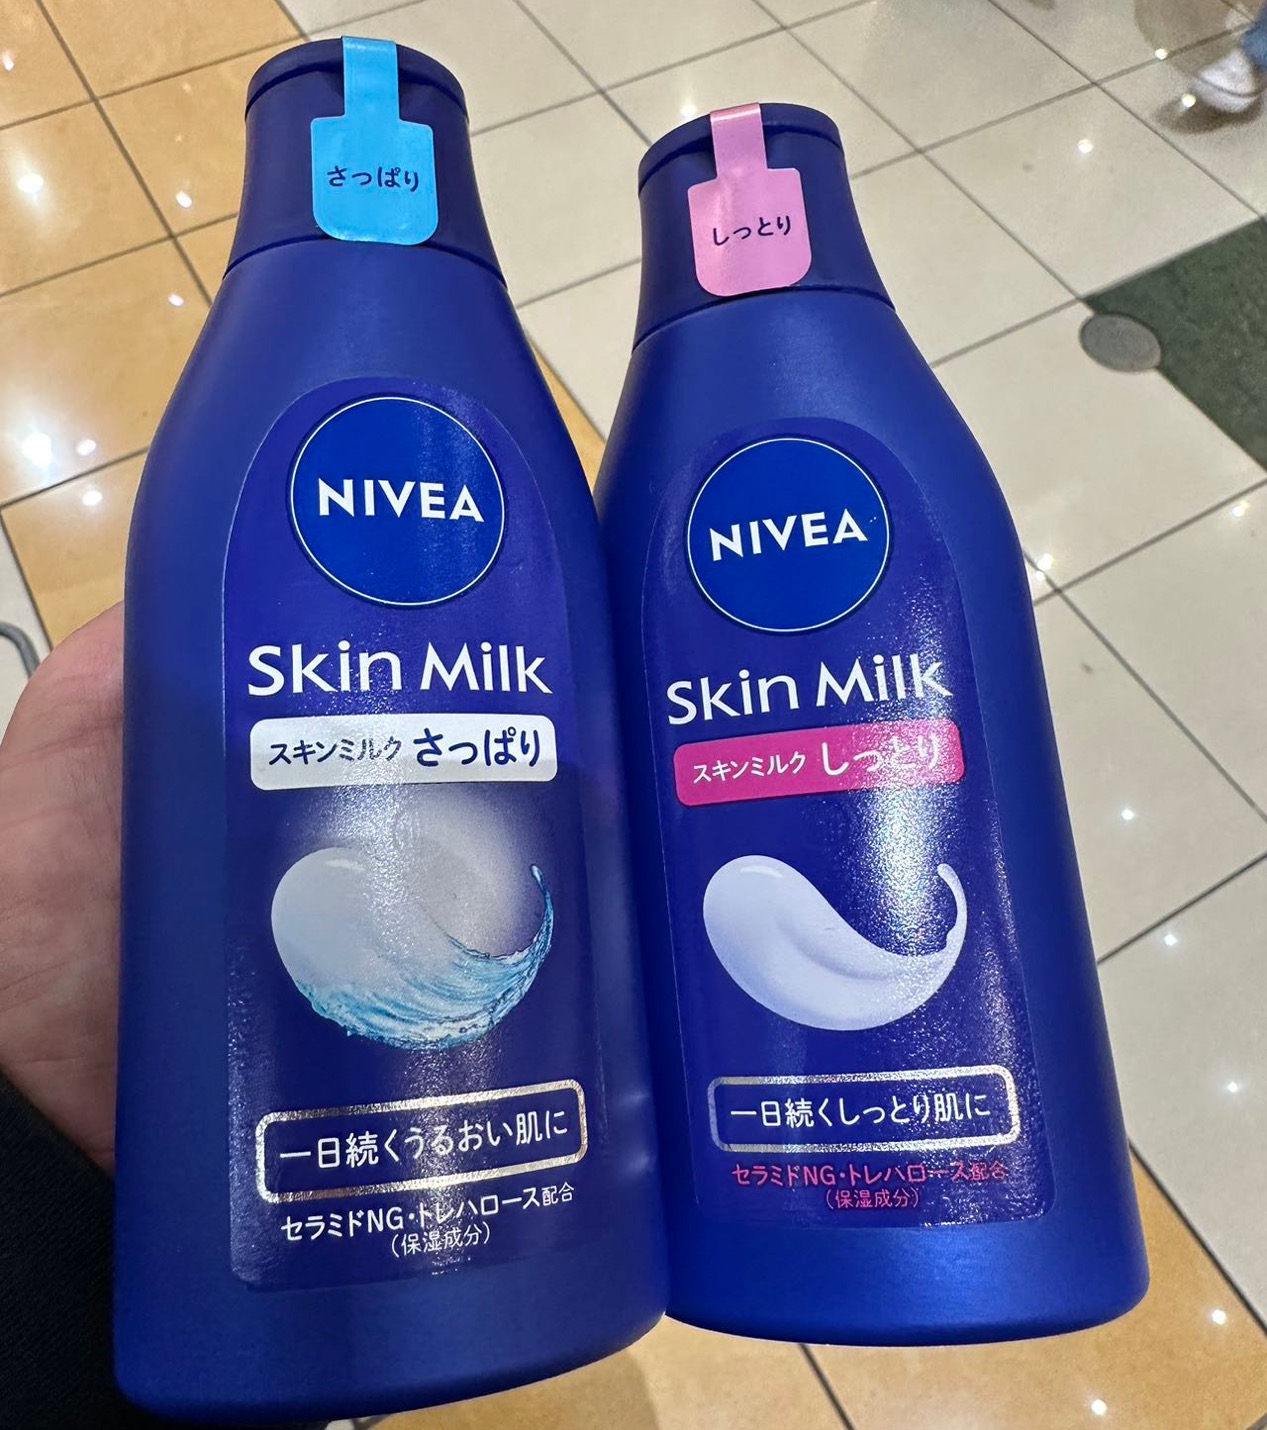 さっぱり
NIVEA
Skin Milk
スキンミルク さっぱり
一日続くうるおい肌に
セラミドNG・トレハロース配合
(保湿成分)
しっとり
NIVEA
Skin Milk
スキンミルク しっとり
一日続くしっとり肌に
セラミドNG・トレハロース配合
(保湿成分)